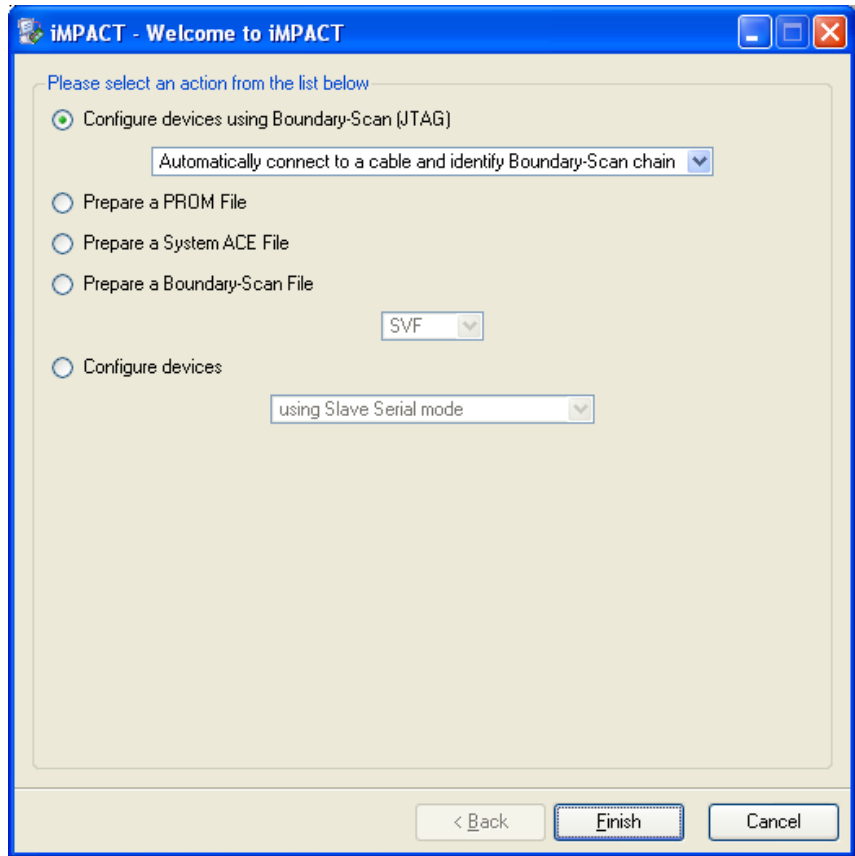 iMPACT - Welcome to iMPACT
Please select an action from the list below
Configure devices using Boundary-Scan (JTAG)
Automatically connect to a cable and identify Boundary-Scan chain
Prepare a PROM File
Prepare a System ACE File
Prepare a Boundary-Scan File
SVF
Configure devices
using Slave Serial mode
< Back Finish Cancel